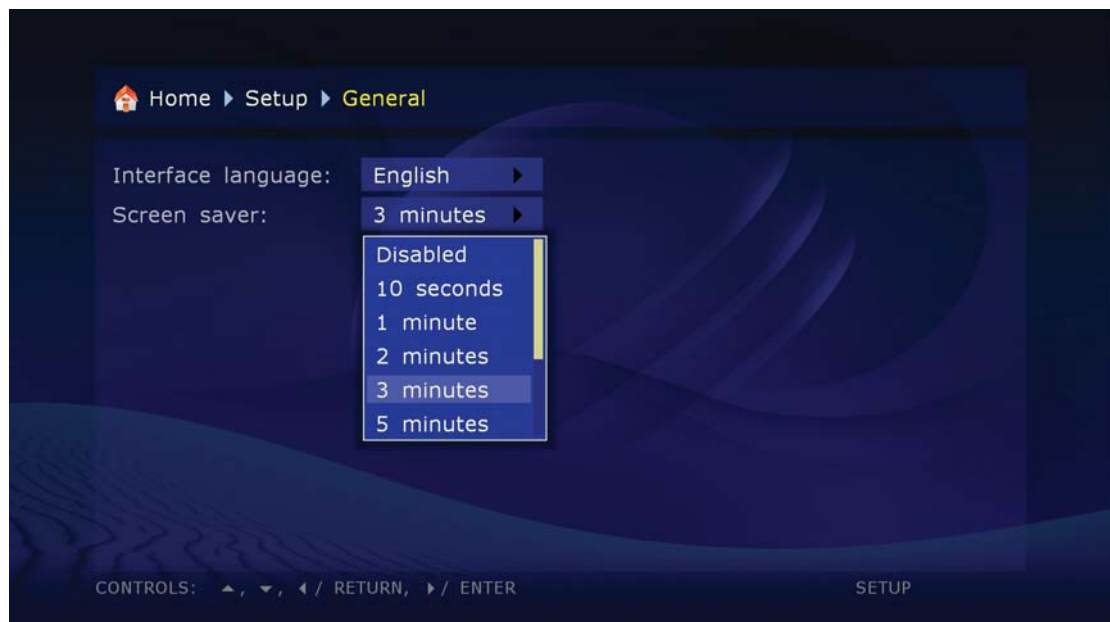 Home ▶ Setup ▶ General
Interface language: English
Screen saver: 3 minutes
Disabled
10 seconds
1 minute
2 minutes
3 minutes
5 minutes
CONTROLS: ▲, ▼, ◀/ RETURN, ▶/ ENTER SETUP